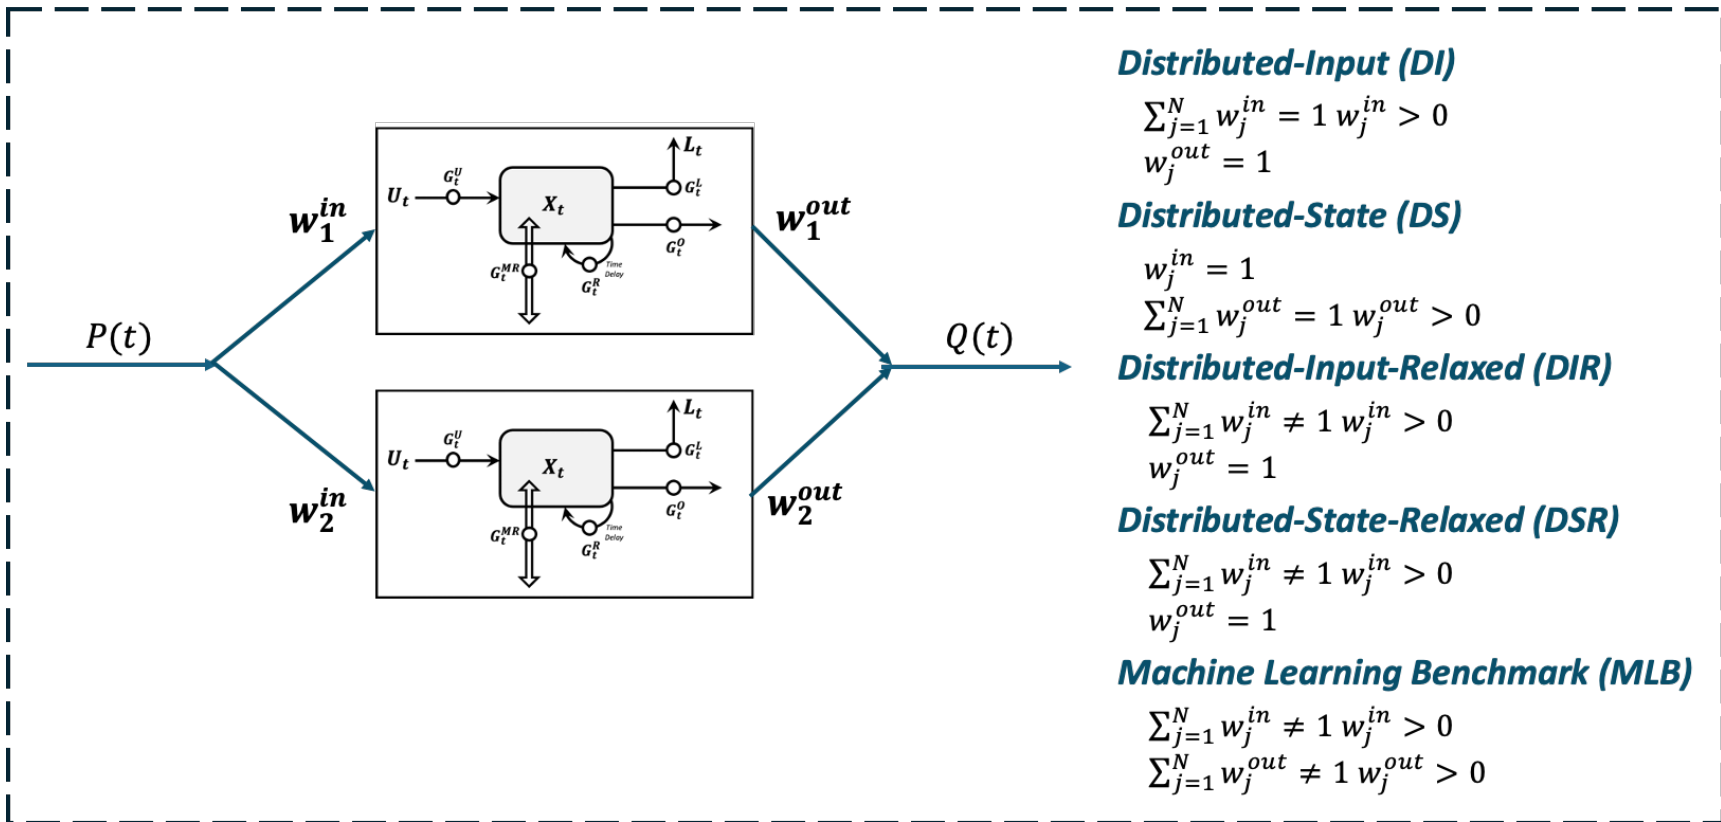 Distributed-Input (DI)
∑_{j=1}^{N} w_j^{in} = 1 w_j^{in} > 0
w_j^{out} = 1
Distributed-State (DS)
w_j^{in} = 1
∑_{j=1}^{N} w_j^{out} = 1 w_j^{out} > 0
Distributed-Input-Relaxed (DIR)
∑_{j=1}^{N} w_j^{in} ≠ 1 w_j^{in} > 0
w_j^{out} = 1
Distributed-State-Relaxed (DSR)
∑_{j=1}^{N} w_j^{in} ≠ 1 w_j^{in} > 0
w_j^{out} = 1
Machine Learning Benchmark (MLB)
∑_{j=1}^{N} w_j^{in} ≠ 1 w_j^{in} > 0
∑_{j=1}^{N} w_j^{out} ≠ 1 w_j^{out} > 0
P(t)
w_1^{in}
w_2^{in}
L_t
G_t^U
U_t
X_t
G_t^L
G_t^O
G_t^{MR}
G_t^R
Time
Delay
L_t
G_t^U
U_t
X_t
G_t^L
G_t^O
G_t^{MR}
G_t^R
Time
Delay
w_1^{out}
w_2^{out}
Q(t)